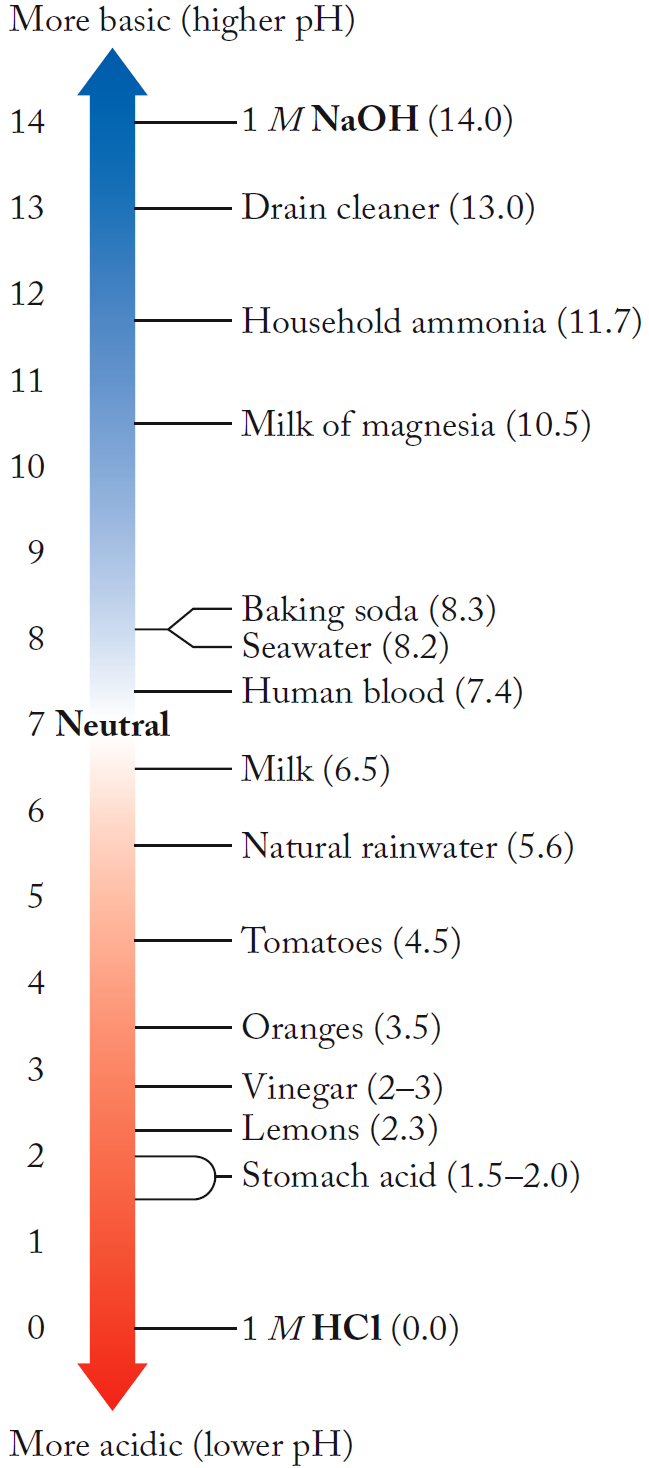 More basic (higher pH)
14
1 M NaOH (14.0)
13
Drain cleaner (13.0)
12
Household ammonia (11.7)
11
Milk of magnesia (10.5)
10
9
Baking soda (8.3)
8
Seawater (8.2)
Human blood (7.4)
7 Neutral
Milk (6.5)
6
Natural rainwater (5.6)
5
Tomatoes (4.5)
4
Oranges (3.5)
3
Vinegar (2–3)
Lemons (2.3)
2
Stomach acid (1.5–2.0)
1
0
1 M HCl (0.0)
More acidic (lower pH)